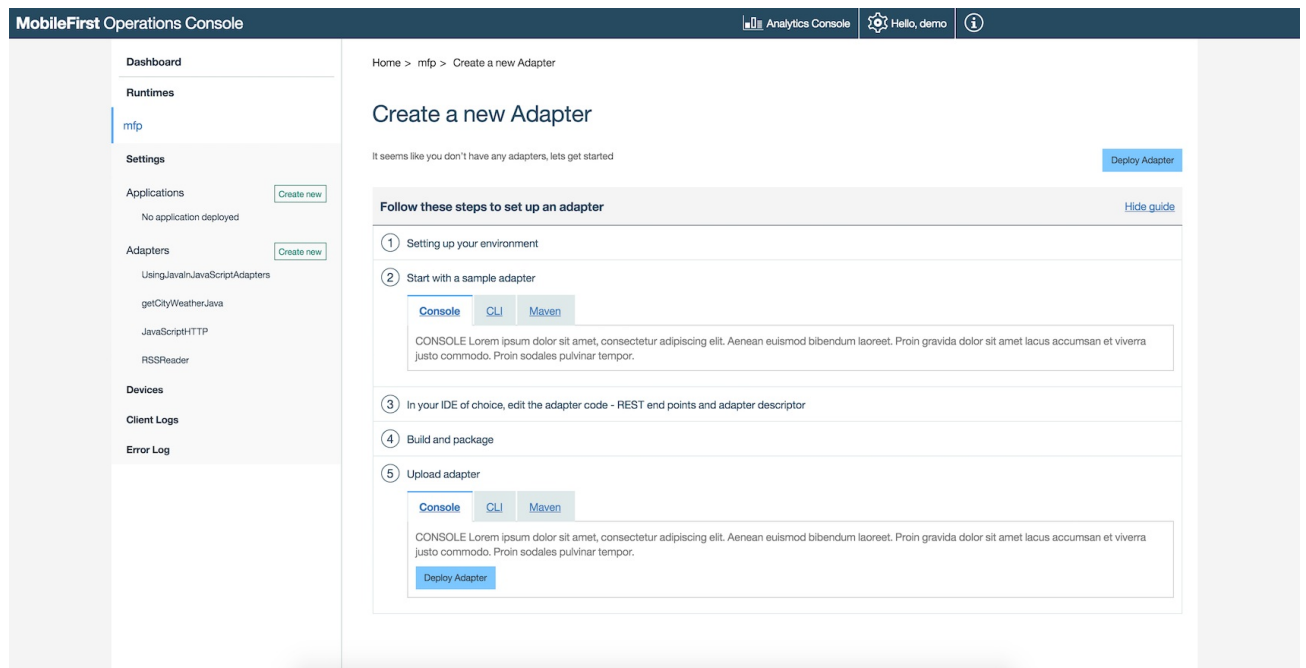 MobileFirst Operations Console
Analytics Console
Hello, demo
Dashboard
Runtimes
mfp
Settings
Applications
Create new
No application deployed
Adapters
Create new
UsingJavaInJavaScriptAdapters
getCityWeatherJava
JavaScriptHTTP
RSSReader
Devices
Client Logs
Error Log
Home > mfp > Create a new Adapter
Create a new Adapter
It seems like you don't have any adapters, lets get started
Deploy Adapter
Follow these steps to set up an adapter
Hide guide
1 Setting up your environment
2 Start with a sample adapter
Console CLI Maven
CONSOLE Lorem ipsum dolor sit amet, consectetur adipiscing elit. Aenean euismod bibendum laoreet. Proin gravida dolor sit amet lacus accumsan et viverra
justo commodo. Proin sodales pulvinar tempor.
3 In your IDE of choice, edit the adapter code - REST end points and adapter descriptor
4 Build and package
5 Upload adapter
Console CLI Maven
CONSOLE Lorem ipsum dolor sit amet, consectetur adipiscing elit. Aenean euismod bibendum laoreet. Proin gravida dolor sit amet lacus accumsan et viverra
justo commodo. Proin sodales pulvinar tempor.
Deploy Adapter